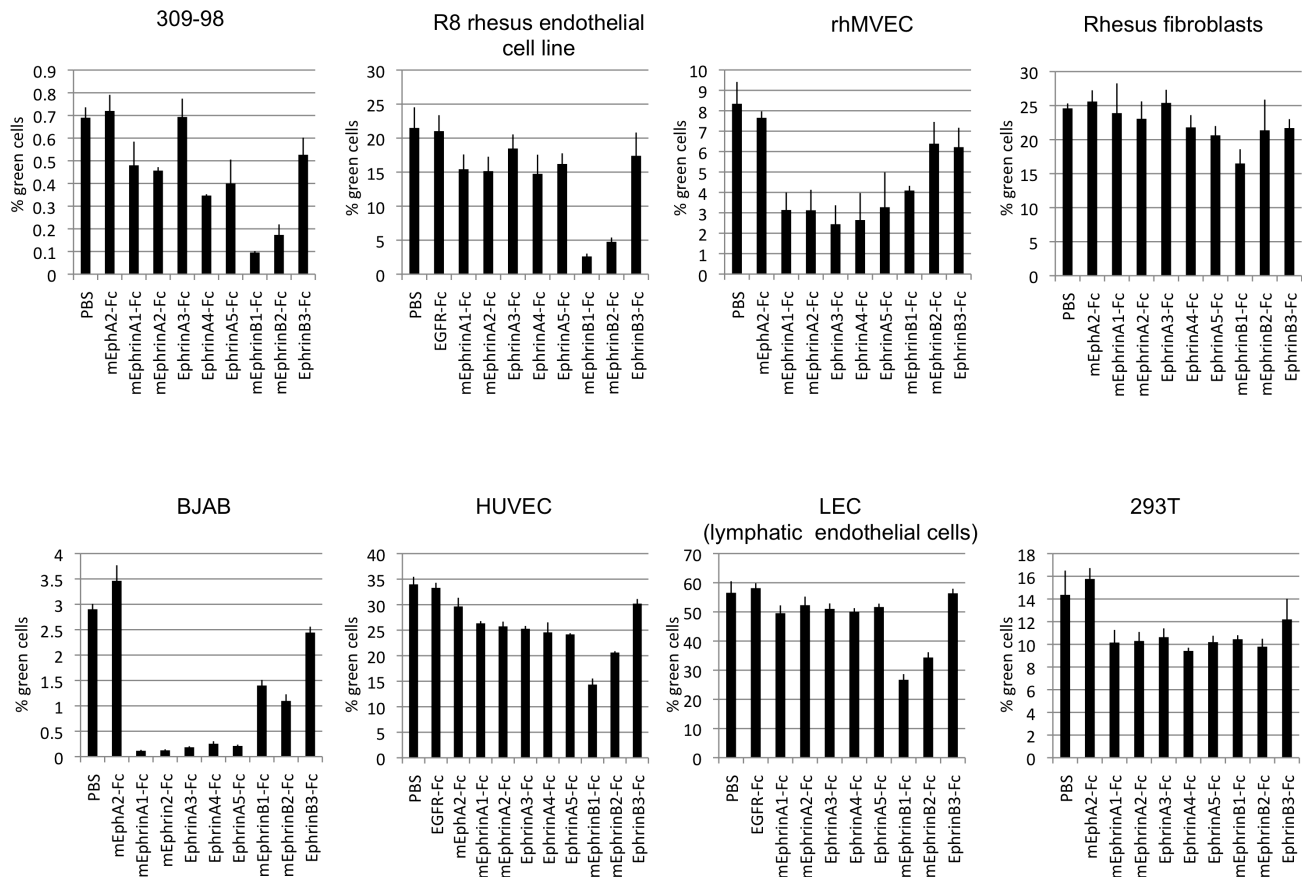 309-98
% green cells
0.9
0.8
0.7
0.6
0.5
0.4
0.3
0.2
0.1
0
PBS
mEphA2-Fc
mEphrinA1-Fc
mEphrinA2-Fc
EphrinA3-Fc
EphrinA4-Fc
EphrinA5-Fc
mEphrinB1-Fc
mEphrinB2-Fc
EphrinB3-Fc
R8 rhesus endothelial
cell line
% green cells
30
25
20
15
10
5
0
PBS
EGFR-Fc
mEphrinA1-Fc
mEphrinA2-Fc
EphrinA3-Fc
EphrinA4-Fc
EphrinA5-Fc
mEphrinB1-Fc
mEphrinB2-Fc
EphrinB3-Fc
rhMVEC
% green cells
10
9
8
7
6
5
4
3
2
1
0
PBS
mEphA2-Fc
mEphrinA1-Fc
mEphrinA2-Fc
EphrinA3-Fc
EphrinA4-Fc
EphrinA5-Fc
mEphrinB1-Fc
mEphrinB2-Fc
EphrinB3-Fc
Rhesus fibroblasts
% green cells
30
25
20
15
10
5
0
PBS
mEphA2-Fc
mEphrinA1-Fc
mEphrinA2-Fc
EphrinA3-Fc
EphrinA4-Fc
EphrinA5-Fc
mEphrinB1-Fc
mEphrinB2-Fc
EphrinB3-Fc
BJAB
% green cells
4
3.5
3
2.5
2
1.5
1
0.5
0
PBS
mEphA2-Fc
mEphrinA1-Fc
mEphrin2-Fc
EphrinA3-Fc
EphrinA4-Fc
EphrinA5-Fc
mEphrinB1-Fc
mEphrinB2-Fc
EphrinB3-Fc
HUVEC
% green cells
40
35
30
25
20
15
10
5
0
PBS
EGFR-Fc
mEphA2-Fc
mEphrinA1-Fc
mEphrinA2-Fc
EphrinA3-Fc
EphrinA4-Fc
EphrinA5-Fc
mEphrinB1-Fc
mEphrinB2-Fc
EphrinB3-Fc
LEC
(lymphatic endothelial cells)
% green cells
70
60
50
40
30
20
10
0
PBS
EGFR-Fc
mEphrinA1-Fc
mEphrinA2-Fc
EphrinA3-Fc
EphrinA4-Fc
EphrinA5-Fc
mEphrinB1-Fc
mEphrinB2-Fc
EphrinB3-Fc
293T
% green cells
18
16
14
12
10
8
6
4
2
0
PBS
mEphA2-Fc
mEphrinA1-Fc
mEphrinA2-Fc
EphrinA3-Fc
EphrinA4-Fc
EphrinA5-Fc
mEphrinB1-Fc
mEphrinB2-Fc
EphrinB3-Fc